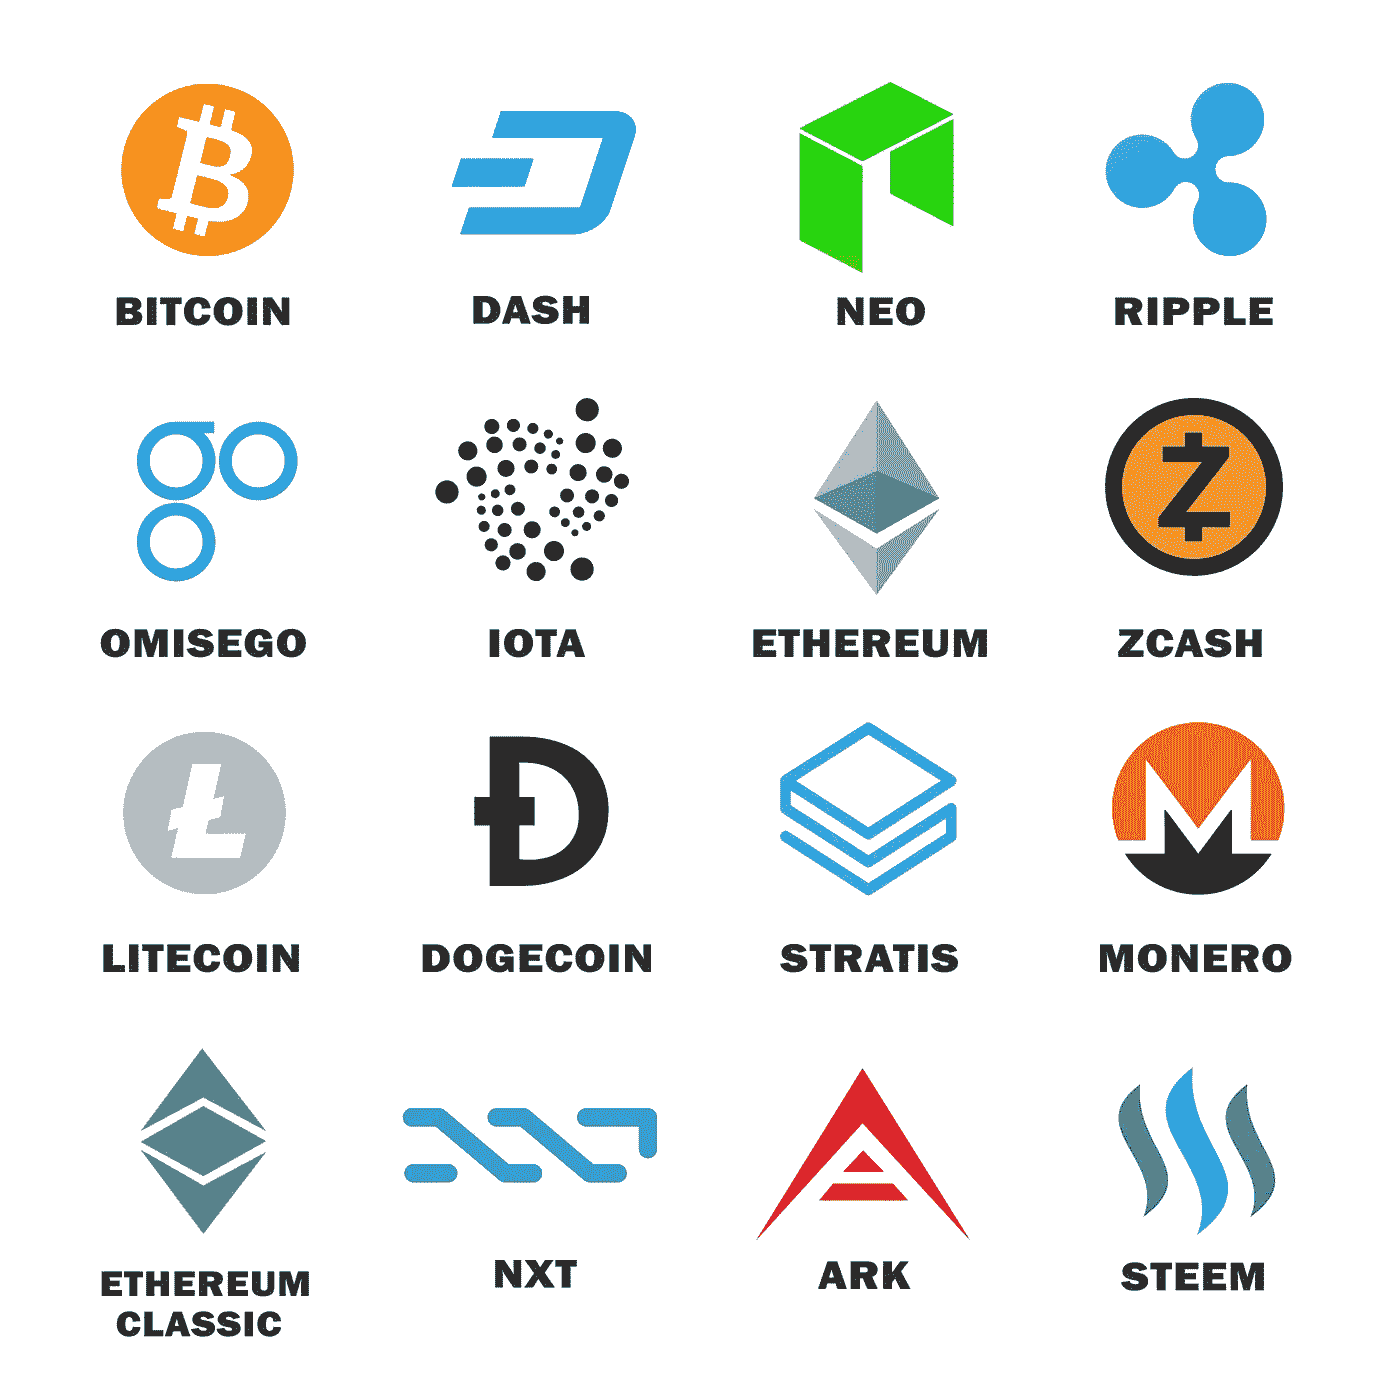 BITCOIN
DASH
NEO
RIPPLE
OMISEGO
IOTA
ETHEREUM
ZCASH
LITECOIN
DOGECOIN
STRATIS
MONERO
ETHEREUM
CLASSIC
NXT
ARK
STEEM